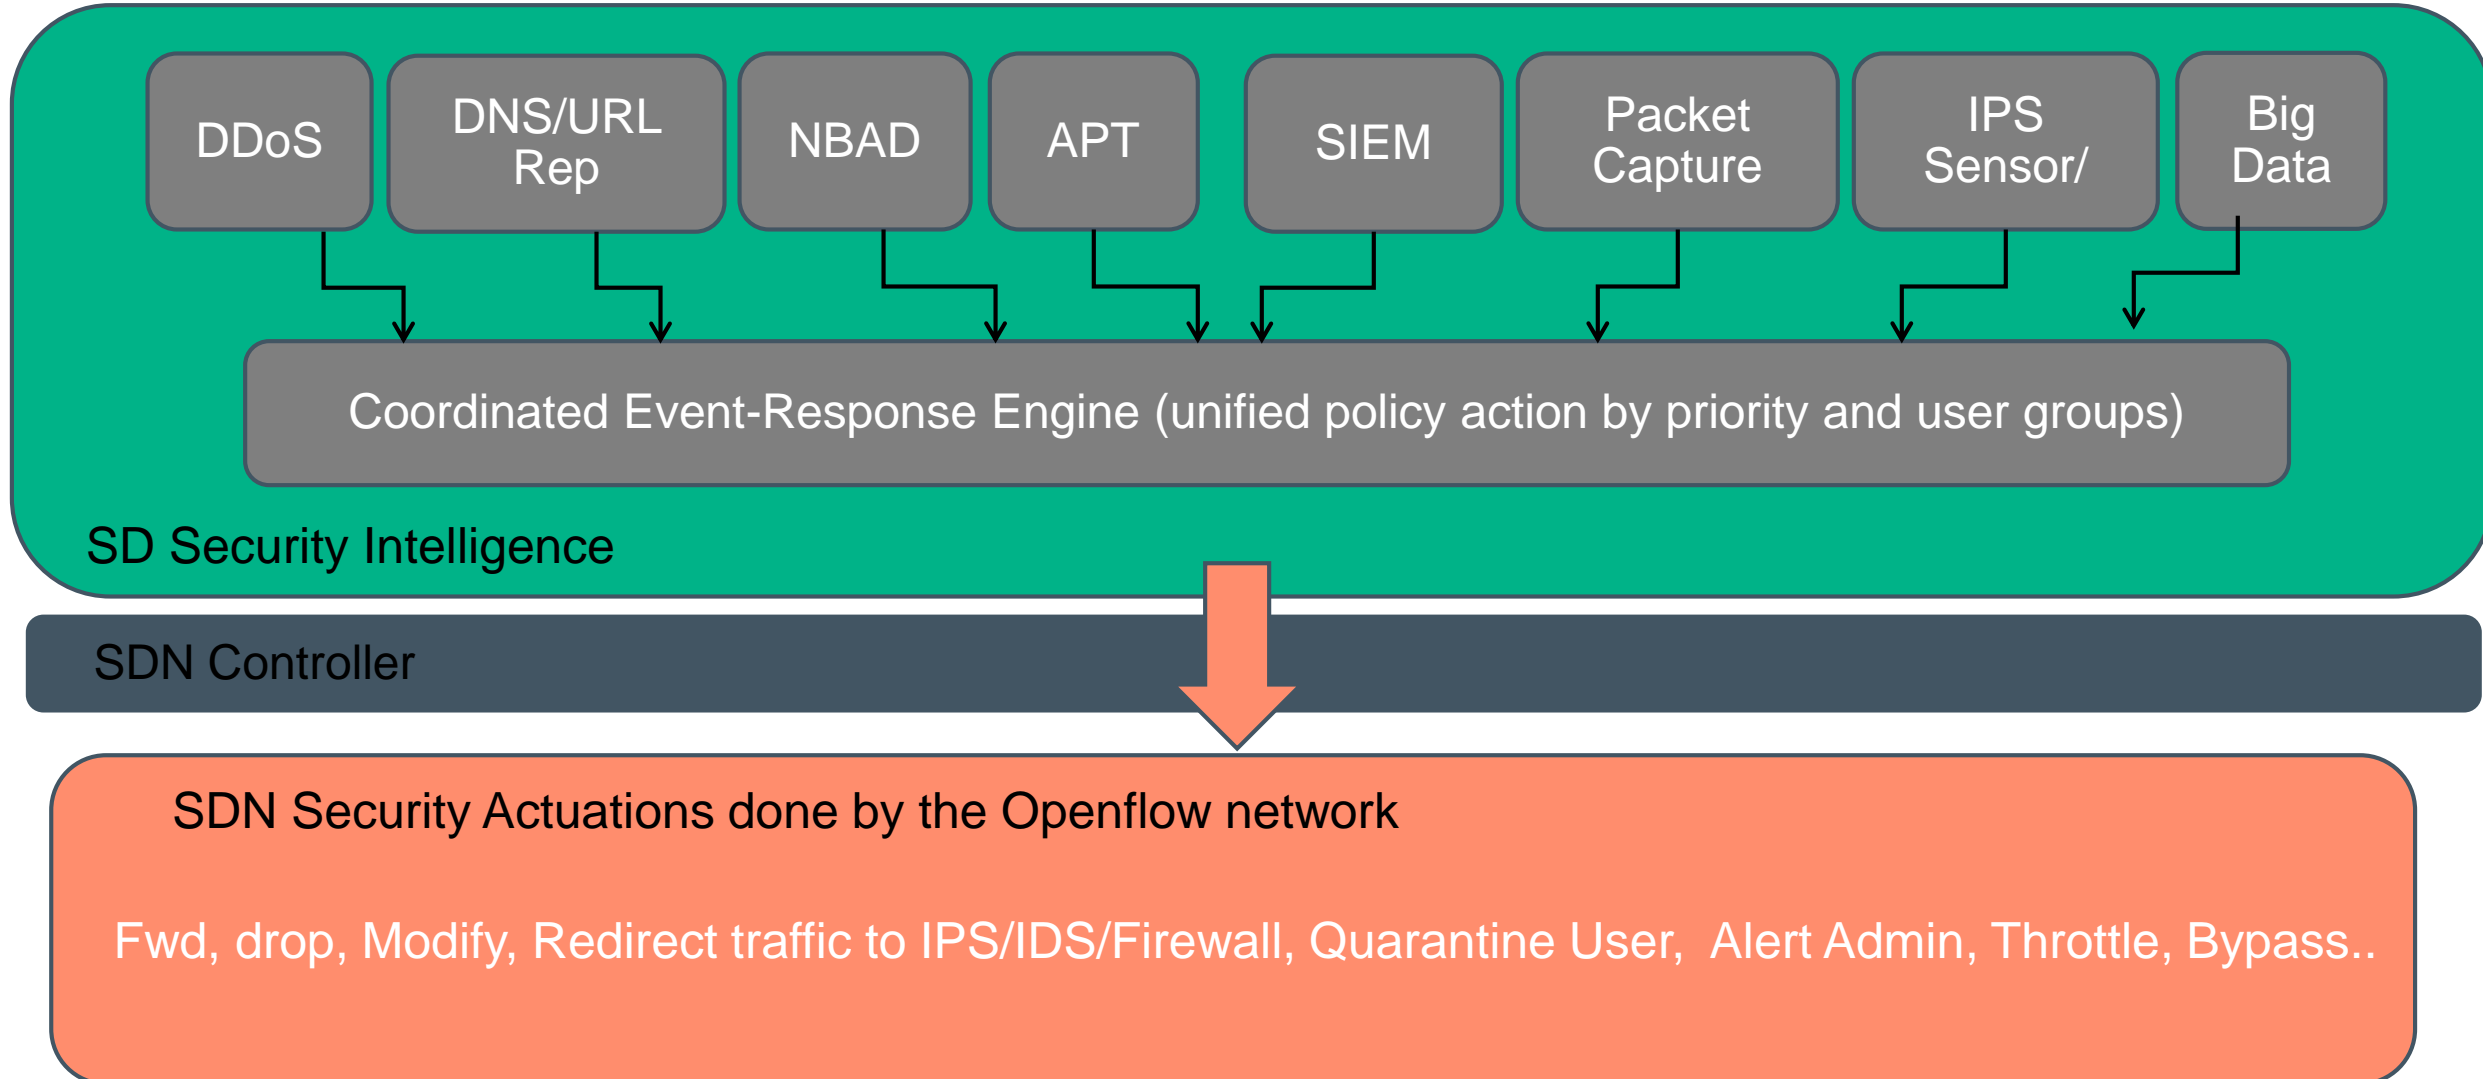 DDoS
DNS/URL
Rep
NBAD
APT
SIEM
Packet
Capture
IPS
Sensor/
Big
Data
Coordinated Event-Response Engine (unified policy action by priority and user groups)
SD Security Intelligence
SDN Controller
SDN Security Actuations done by the Openflow network
Fwd, drop, Modify, Redirect traffic to IPS/IDS/Firewall, Quarantine User,  Alert Admin, Throttle, Bypass..